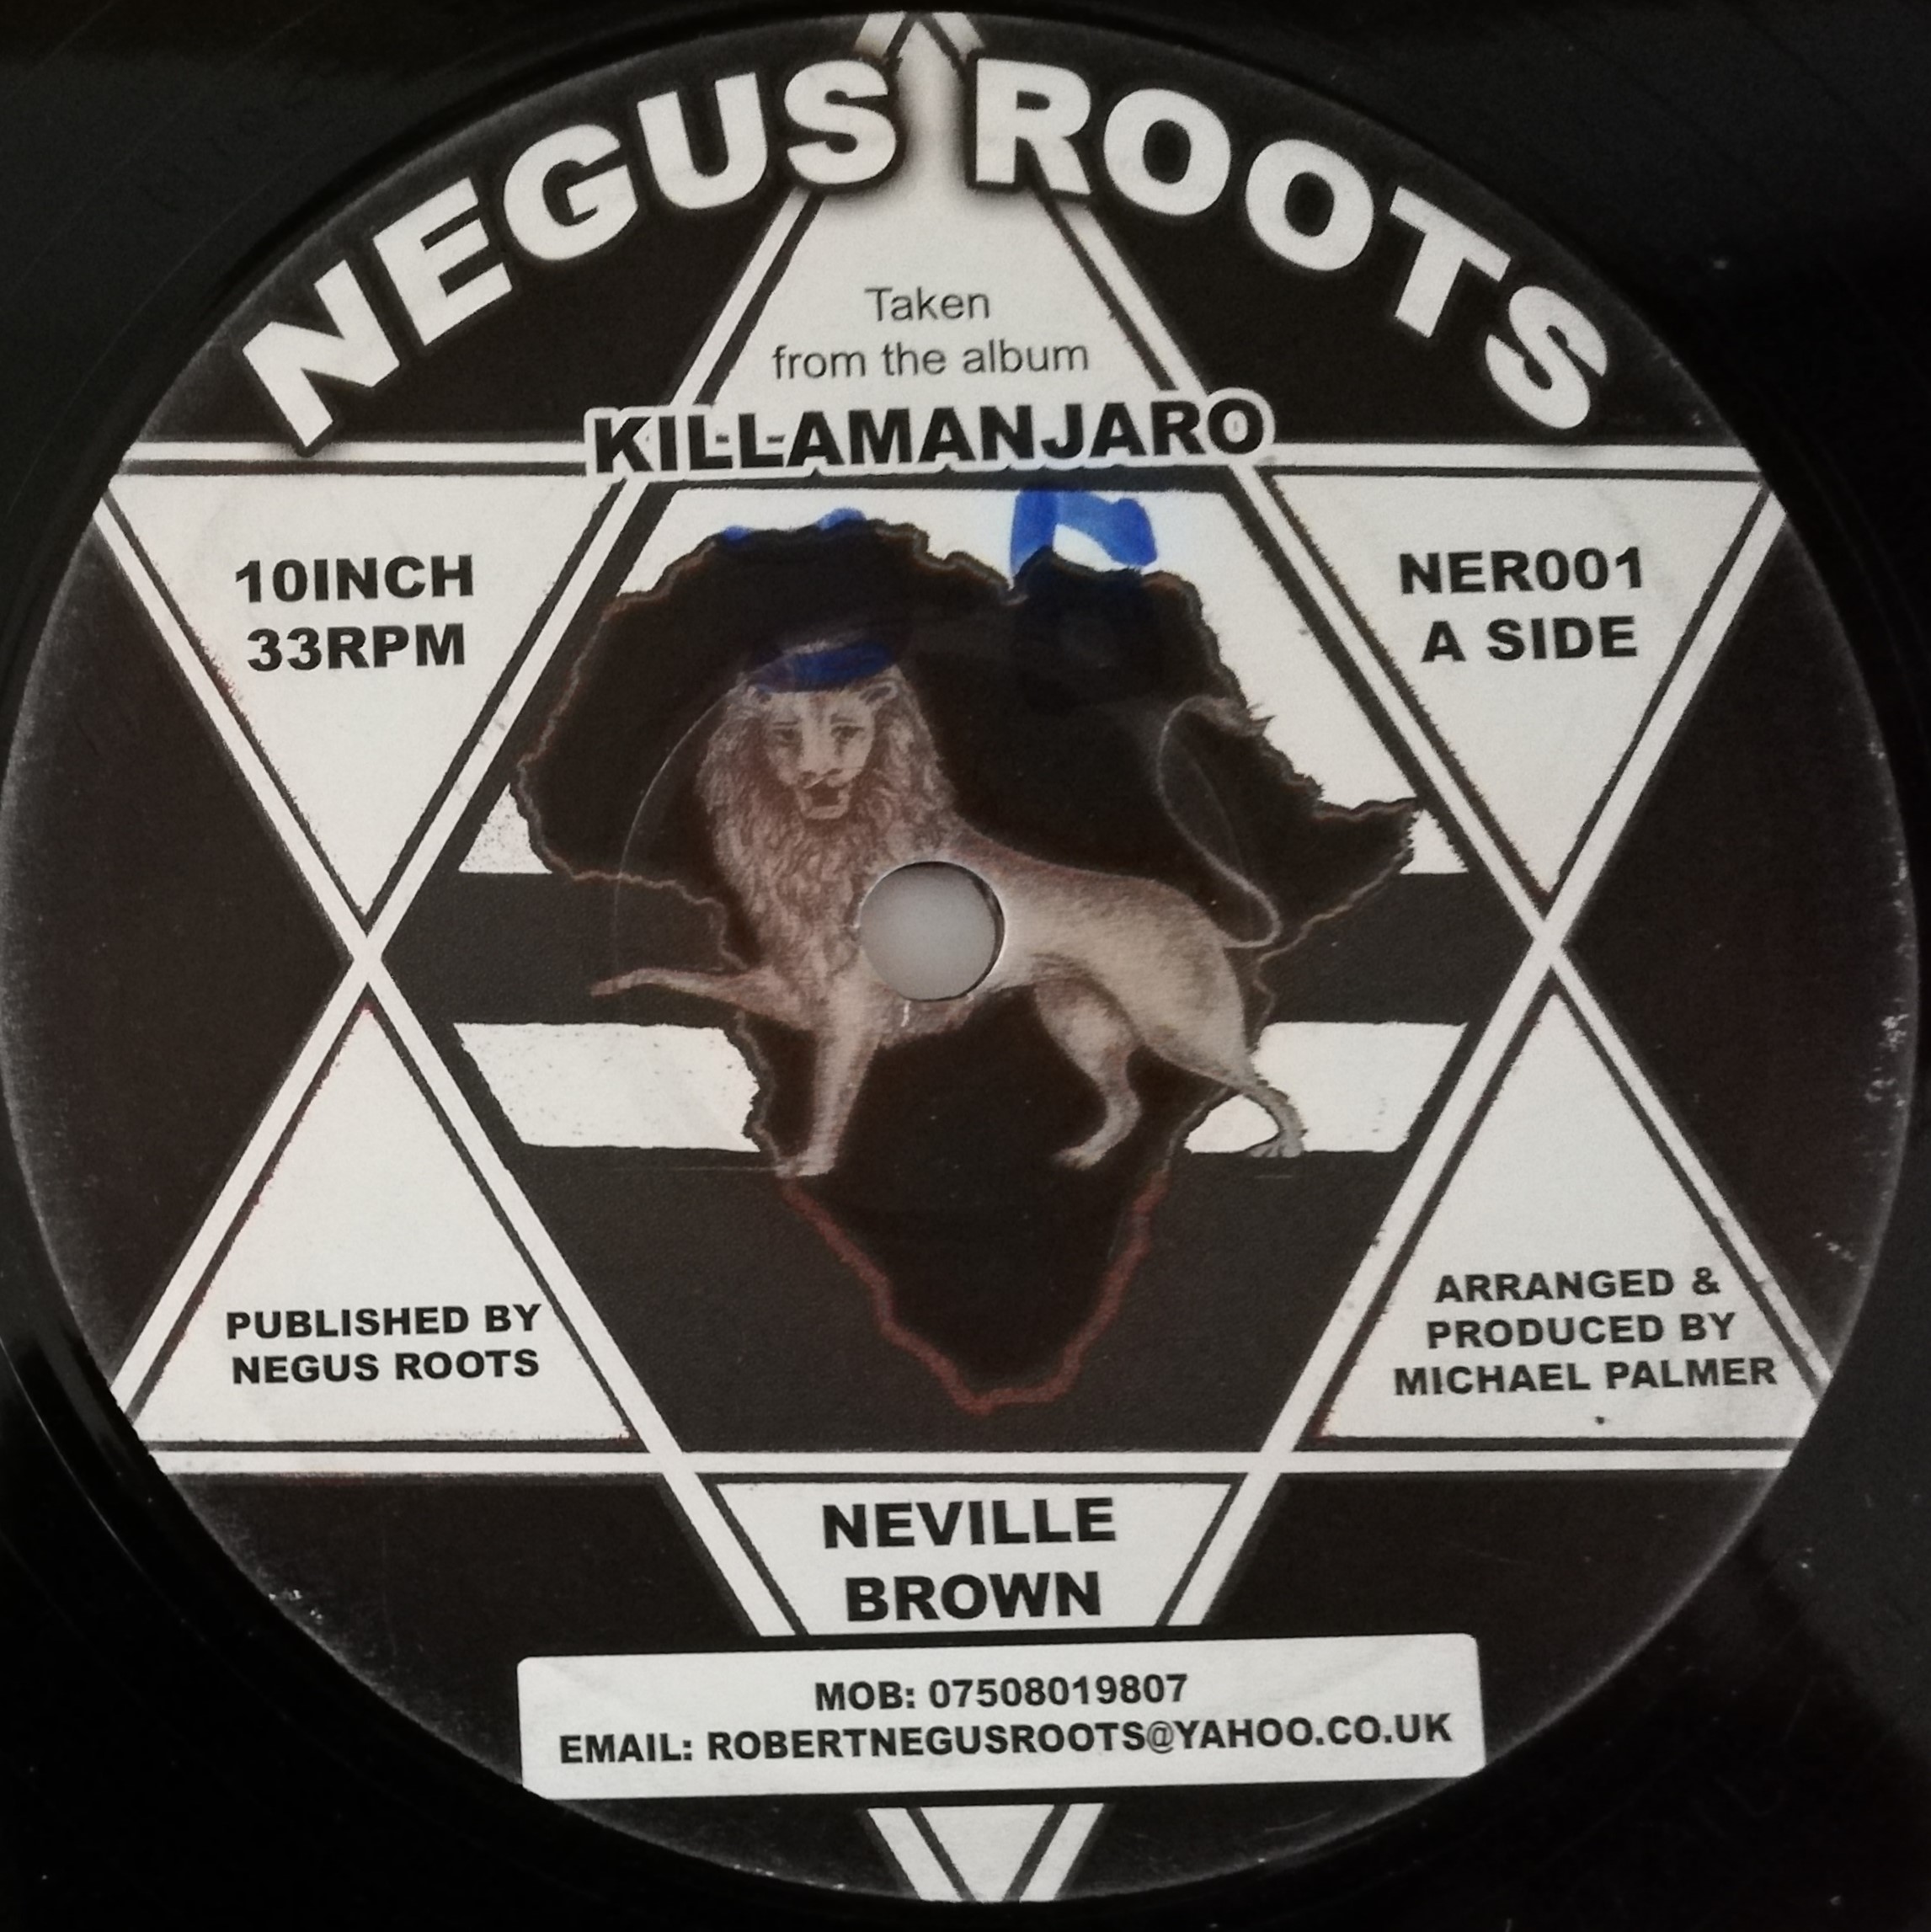 NEGUS ROOTS
Taken
from the album
KILLAMANJARO
10INCH
33RPM
NER001
A SIDE
PUBLISHED BY
NEGUS ROOTS
ARRANGED &
PRODUCED BY
MICHAEL PALMER
NEVILLE
BROWN
MOB: 07508019807
EMAIL: ROBERTNEGUSROOTS@YAHOO.CO.UK